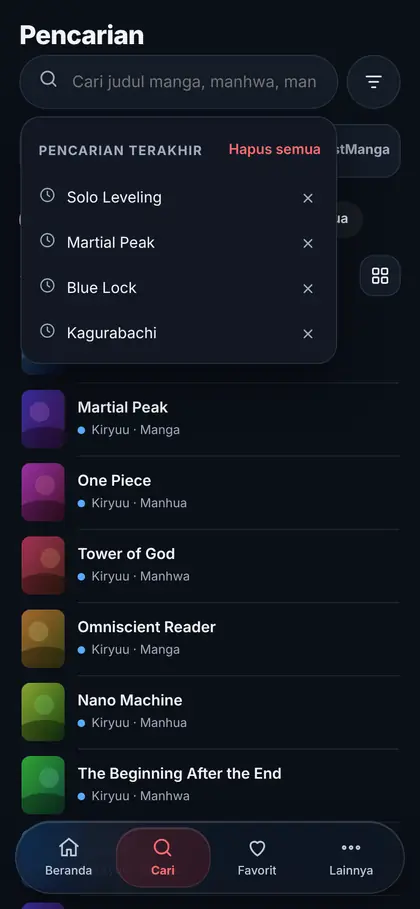 Pencarian
Cari judul manga, manhwa, man
PENCARIAN TERAKHIR Hapus semua
stManga
Solo Leveling
ua
Martial Peak
Blue Lock
Kagurabachi
Martial Peak
Kiryuu · Manga
One Piece
Kiryuu · Manhua
Tower of God
Kiryuu · Manhwa
Omniscient Reader
Kiryuu · Manga
Nano Machine
Kiryuu · Manhua
The Beginning After the End
Kiryuu · Manhwa
Beranda Cari Favorit Lainnya